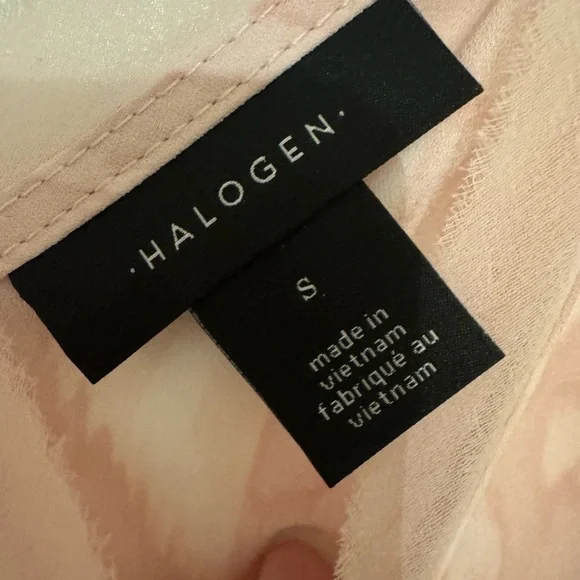 ·HALOGEN·
S
made in
vietnam
fabriqué au
vietnam